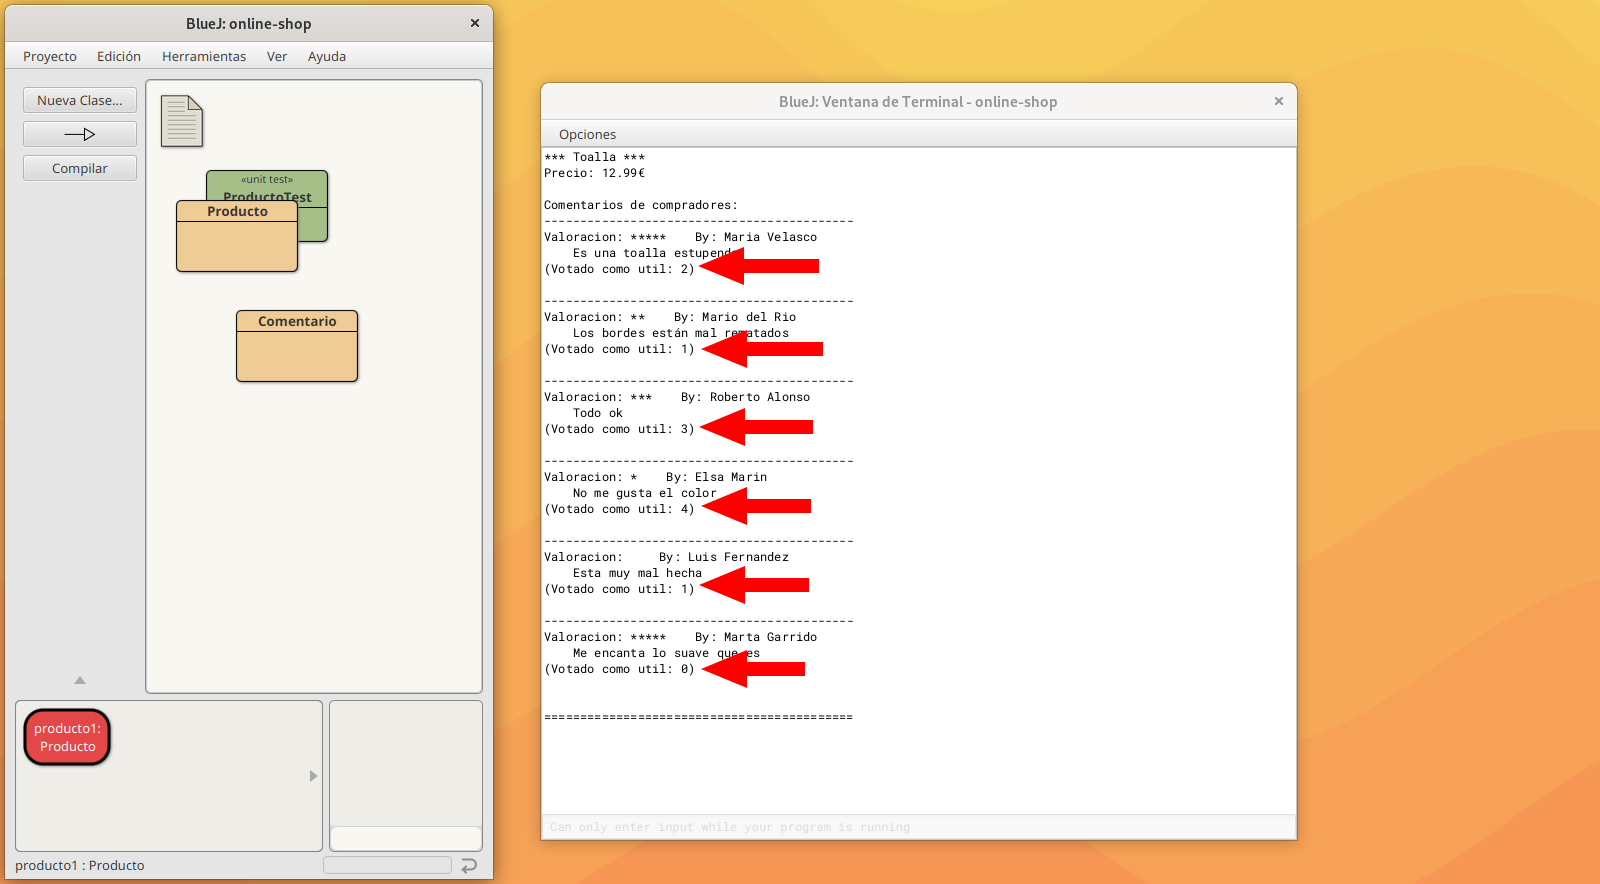 BlueJ: online-shop
Proyecto Edición Herramientas Ver Ayuda
Nueva Clase...
Compilar
«unit test»
ProductoTest
Producto
Comentario
producto1:
Producto
producto1 : Producto
BlueJ: Ventana de Terminal - online-shop
Opciones
*** Toalla ***
Precio: 12.99€
Comentarios de compradores:
-------------------------------------------
Valoracion: ***** By: Maria Velasco
Es una toalla
(Votado como util: 2)
-------------------------------------------
Valoracion: ** By: Mario del Rio
Los bordes están mal rematados
(Votado como util: 1)
-------------------------------------------
Valoracion: *** By: Roberto Alonso
Todo ok
(Votado como util: 3)
-------------------------------------------
Valoracion: * By: Elsa Marin
No me gusta el color
(Votado como util: 4)
-------------------------------------------
Valoracion: By: Luis Fernandez
Esta muy mal hecha
(Votado como util: 1)
-------------------------------------------
Valoracion: ***** By: Marta Garrido
Me encanta lo suave que es
(Votado como util: 0)
===========================================
Can only enter input while your program is running